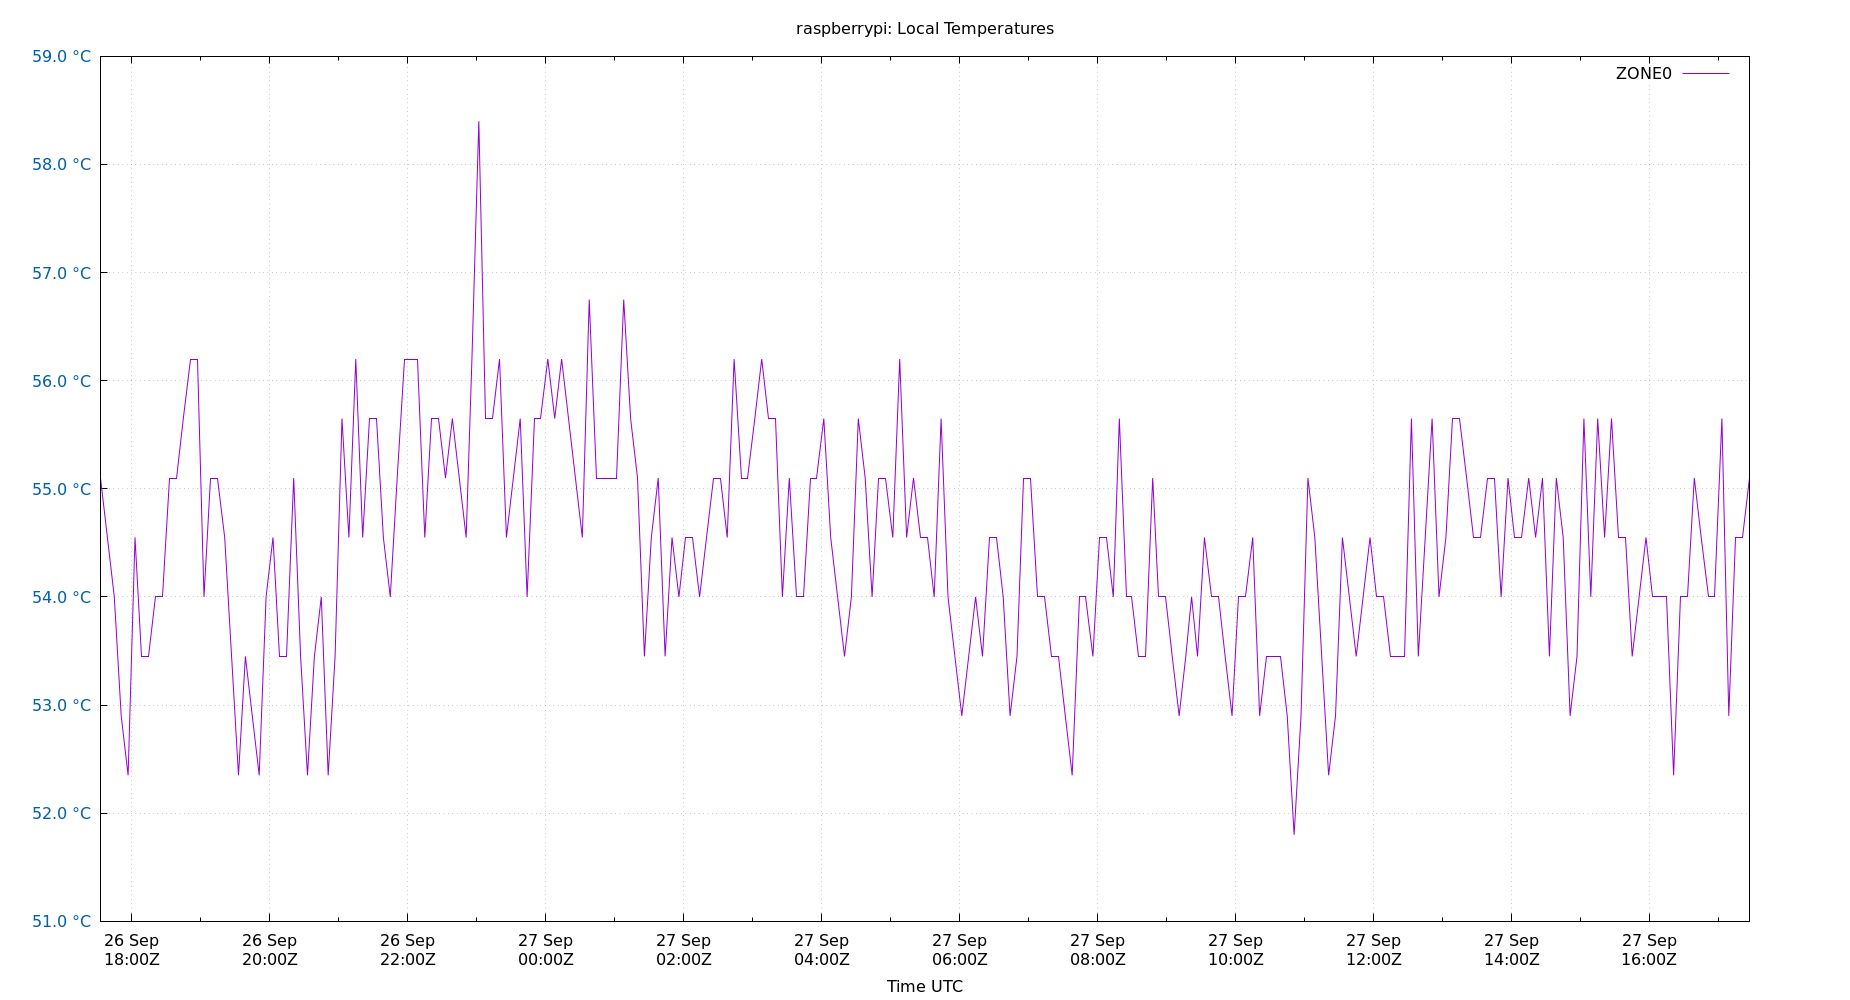 raspberrypi: Local Temperatures
59.0 °C
ZONE0
58.0 °C
57.0 °C
56.0 °C
55.0 °C
54.0 °C
53.0 °C
52.0 °C
51.0 °C
26 Sep 26 Sep 26 Sep 27 Sep 27 Sep 27 Sep 27 Sep 27 Sep 27 Sep 27 Sep 27 Sep 27 Sep
18:00Z 20:00Z 22:00Z 00:00Z 02:00Z 04:00Z 06:00Z 08:00Z 10:00Z 12:00Z 14:00Z 16:00Z
Time UTC